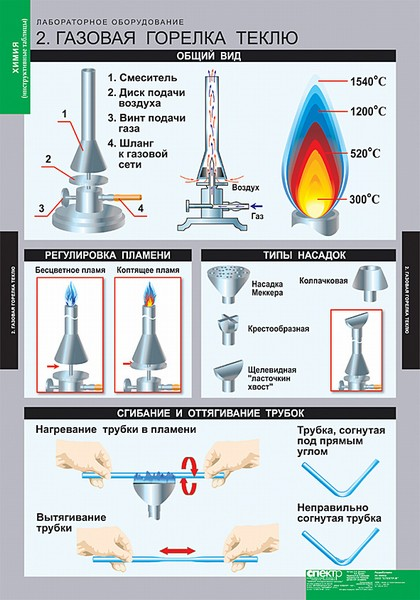 ХИМИЯ
(инструктивные таблицы)
ЛАБОРАТОРНОЕ ОБОРУДОВАНИЕ
2. ГАЗОВАЯ ГОРЕЛКА ТЕКЛЮ
ОБЩИЙ ВИД
1. Смеситель
2. Диск подачи
воздуха
3. Винт подачи
газа
4. Шланг
к газовой
сети
1
2
3
4
Воздух
Газ
1540°С
1200°С
520°С
300°С
2. ГАЗОВАЯ ГОРЕЛКА ТЕКЛЮ
2. ГАЗОВАЯ ГОРЕЛКА ТЕКЛЮ
РЕГУЛИРОВКА ПЛАМЕНИ
Бесцветное пламя
Коптящее пламя
ТИПЫ НАСАДОК
Насадка
Меккера
Колпачковая
Крестообразная
Щелевидная
"ласточкин
хвост"
СГИБАНИЕ И ОТТЯГИВАНИЕ ТРУБОК
Нагревание трубки в пламени
Трубка, согнутая
под прямым
углом
Вытягивание
трубки
Неправильно
согнутая трубка
спектр